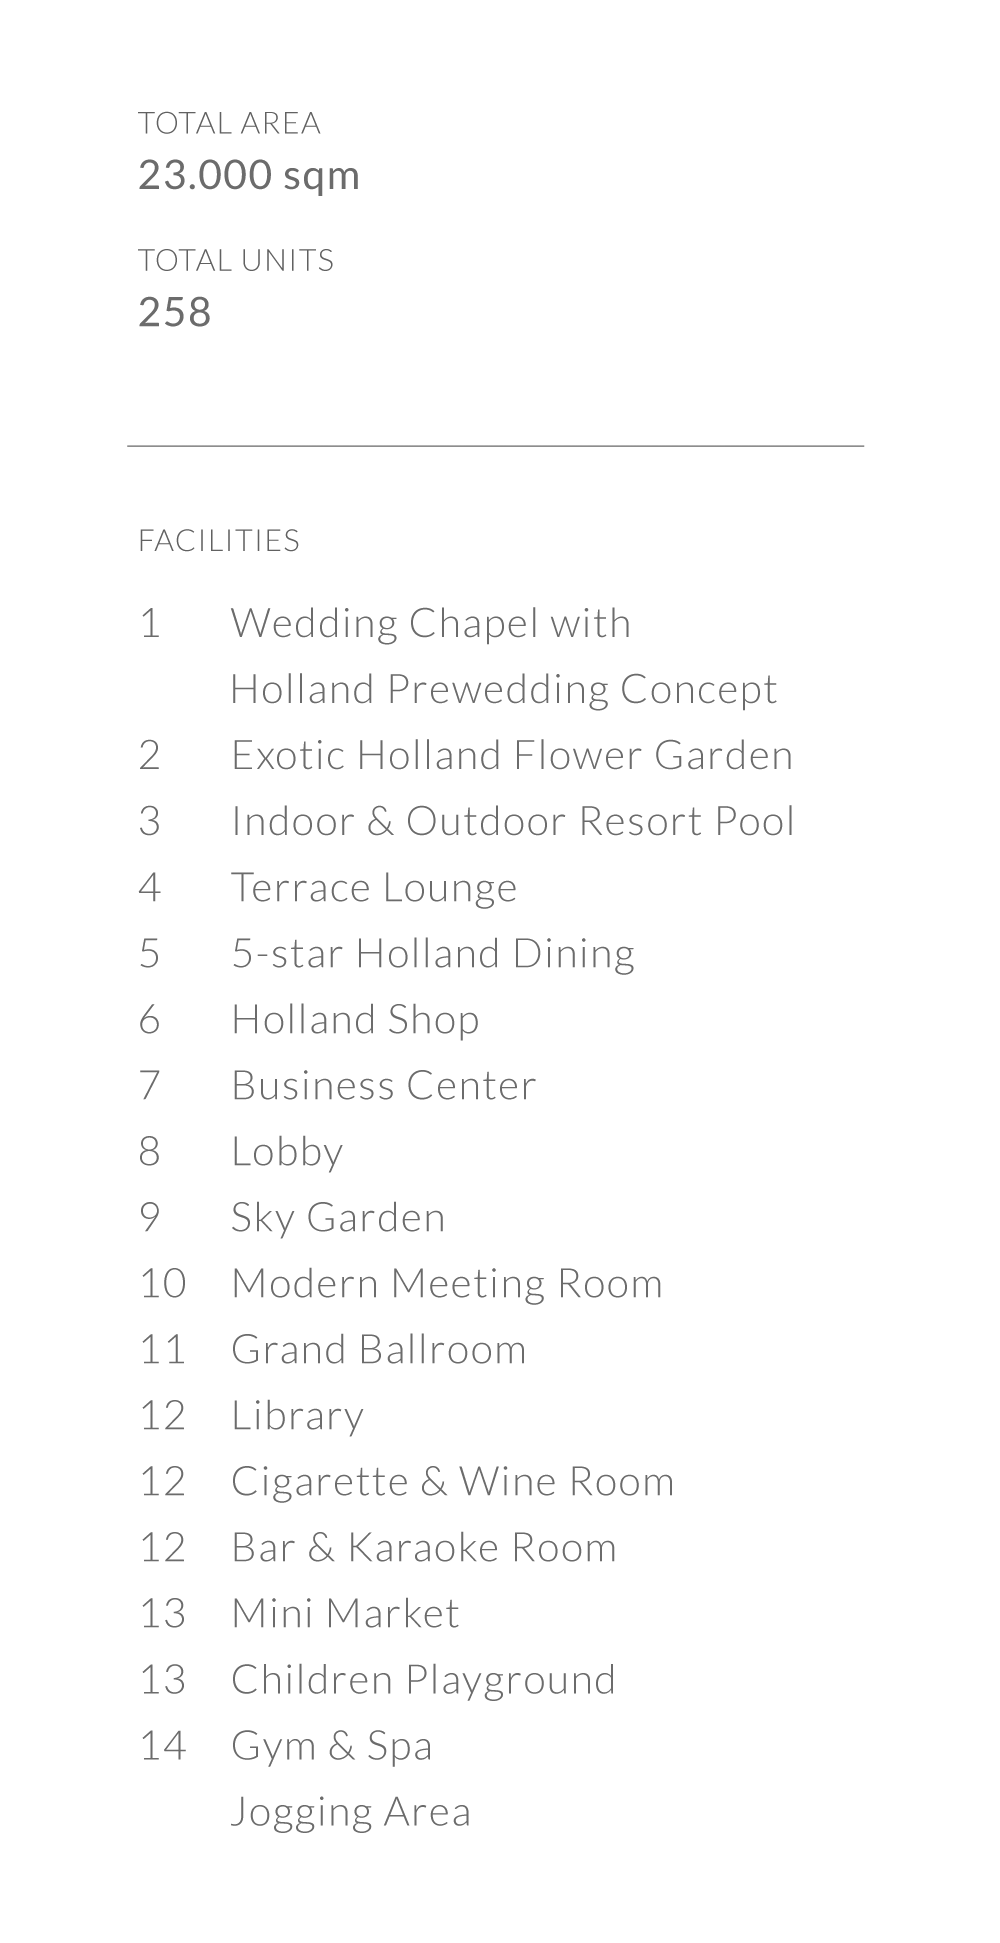 TOTAL AREA
23.000 sqm
TOTAL UNITS
258
FACILITIES
1 Wedding Chapel with
Holland Prewedding Concept
2 Exotic Holland Flower Garden
3 Indoor & Outdoor Resort Pool
4 Terrace Lounge
5 5-star Holland Dining
6 Holland Shop
7 Business Center
8 Lobby
9 Sky Garden
10 Modern Meeting Room
11 Grand Ballroom
12 Library
12 Cigarette & Wine Room
12 Bar & Karaoke Room
13 Mini Market
13 Children Playground
14 Gym & Spa
Jogging Area